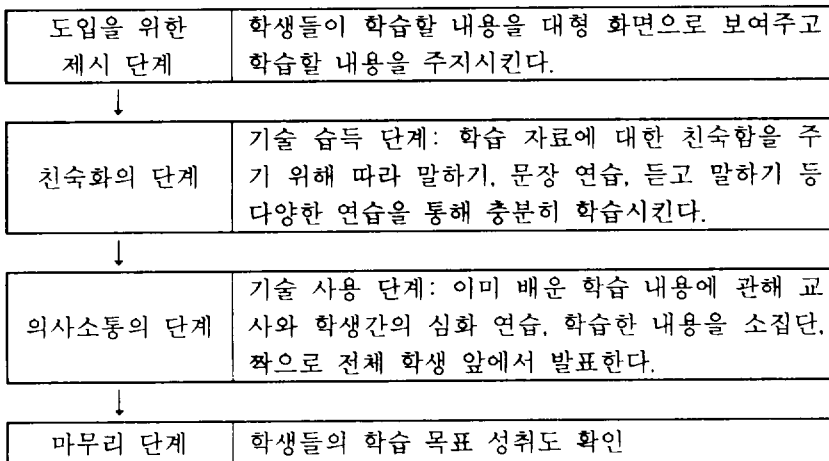 도입을 위한
제시 단계
학생들이 학습할 내용을 대형 화면으로 보여주고
학습할 내용을 주지시킨다.
친숙화의 단계
기술 습득 단계: 학습 자료에 대한 친숙함을 주
기 위해 따라 말하기, 문장 연습, 듣고 말하기 등
다양한 연습을 통해 충분히 학습시킨다.
의사소통의 단계
기술 사용 단계: 이미 배운 학습 내용에 관해 교
사와 학생간의 심화 연습, 학습한 내용을 소집단,
짝으로 전체 학생 앞에서 발표한다.
마무리 단계
학생들의 학습 목표 성취도 확인